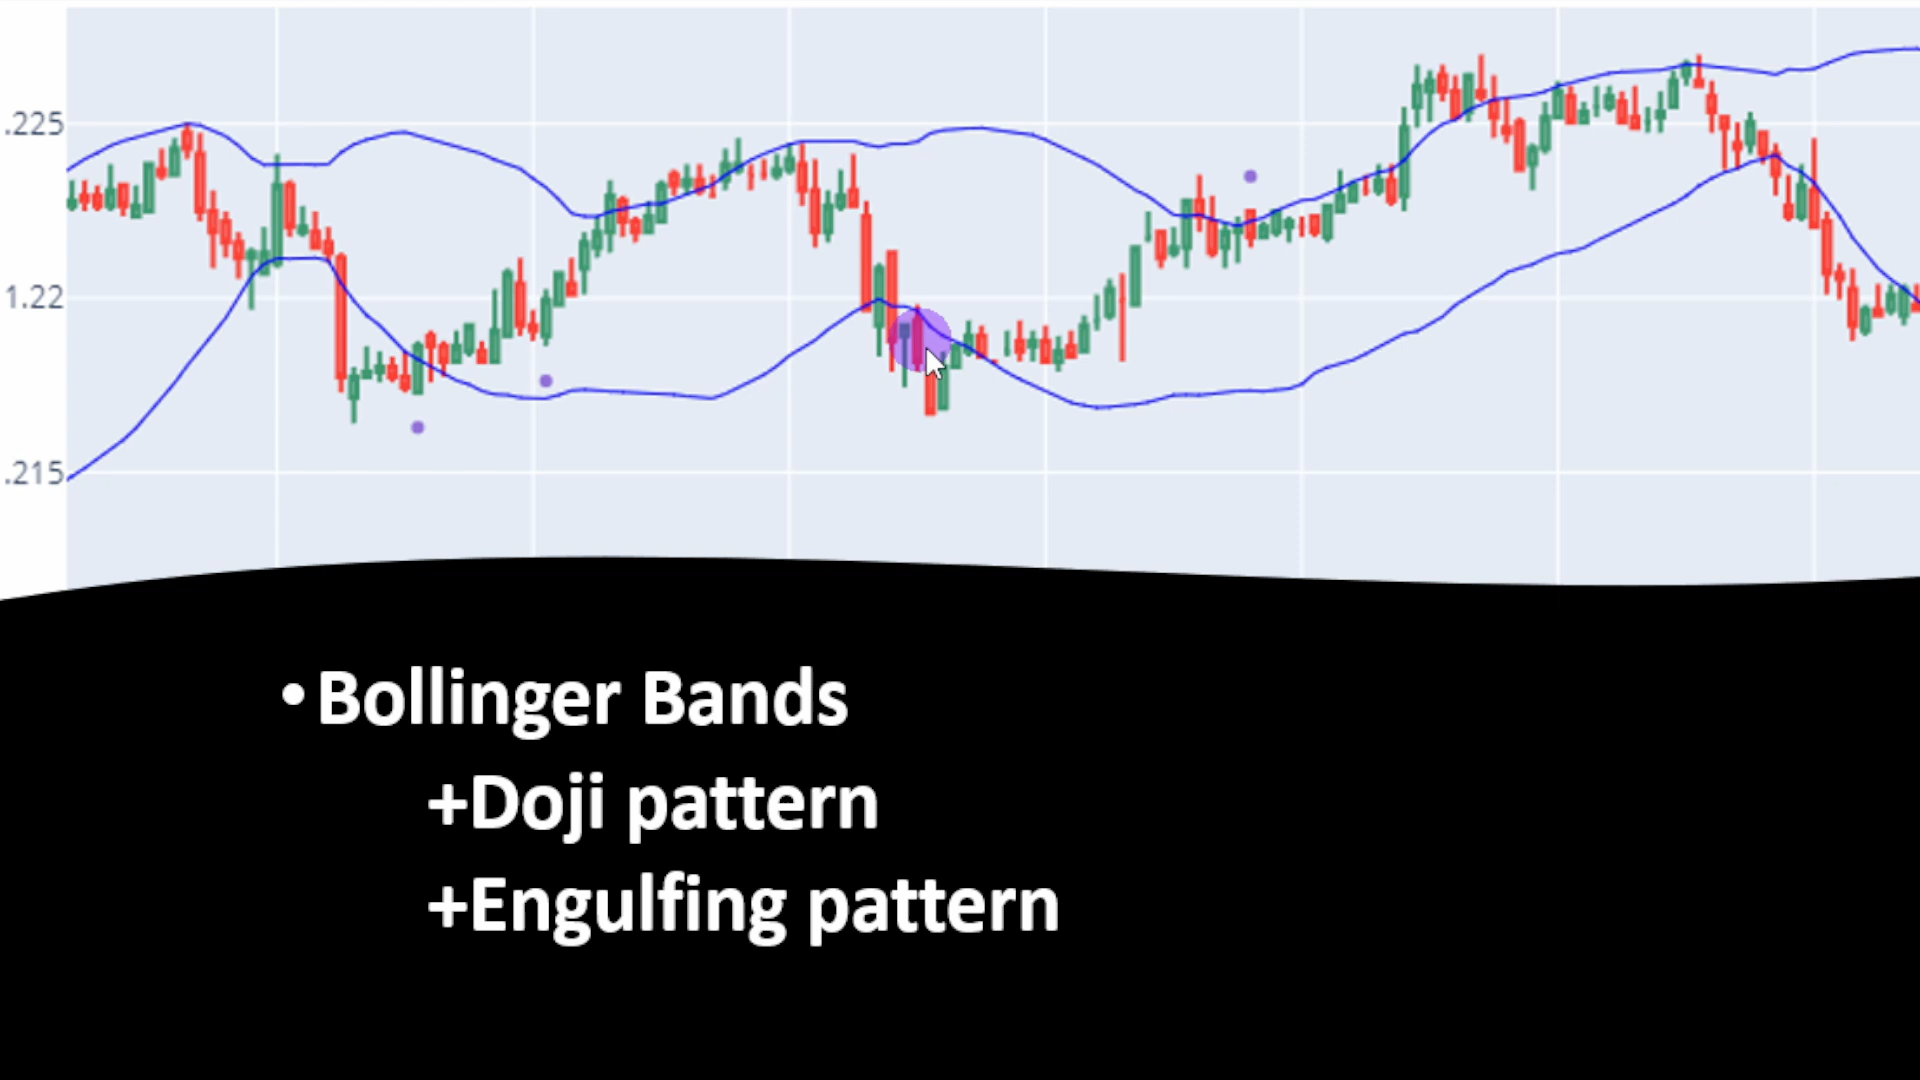 .225
1.22
.215
•Bollinger Bands
+Doji pattern
+Engulfing pattern